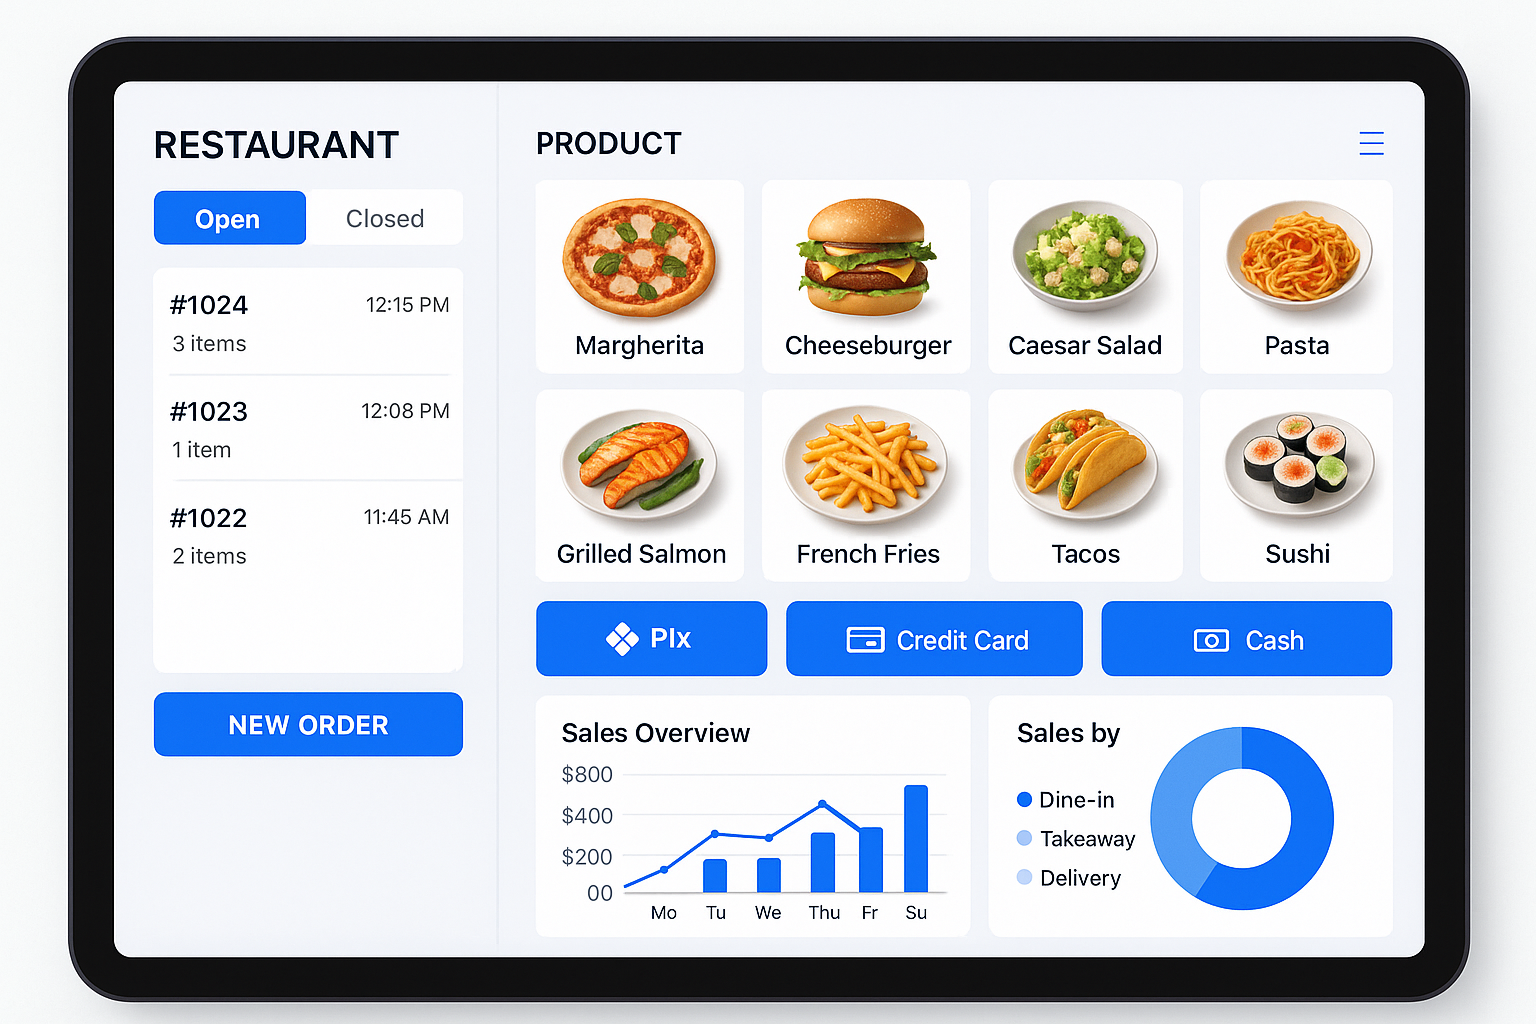 RESTAURANT
Open
Closed
#1024
12:15 PM
3 items
#1023
12:08 PM
1 item
#1022
11:45 AM
2 items
NEW ORDER
PRODUCT
Margherita
Cheeseburger
Caesar Salad
Pasta
Grilled Salmon
French Fries
Tacos
Sushi
PIx
Credit Card
Cash
Sales Overview
$800
$400
$200
00
Mo Tu We Thu Fr Su
Sales by
Dine-in
Takeaway
Delivery